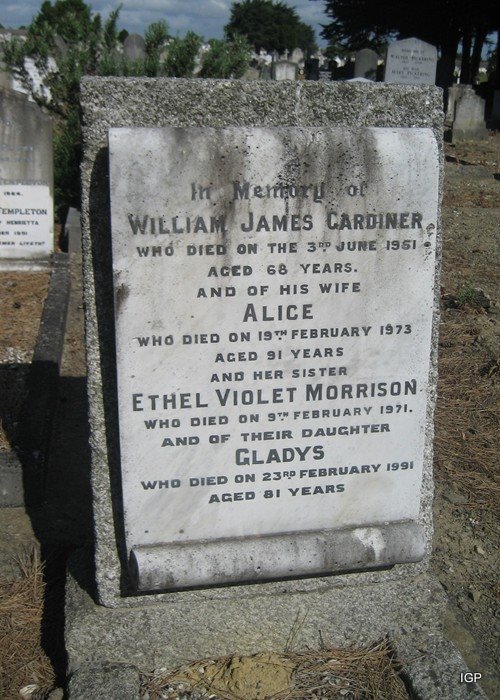 In Memory of
WILLIAM JAMES GARDINER
WHO DIED ON THE 3RD JUNE 1951
AGED 68 YEARS.
AND OF HIS WIFE
ALICE
WHO DIED ON 19TH FEBRUARY 1973
AGED 91 YEARS
AND HER SISTER
ETHEL VIOLET MORRISON
WHO DIED ON 9TH FEBRUARY 1971.
AND OF THEIR DAUGHTER
GLADYS
WHO DIED ON 23RD FEBRUARY 1991
AGED 81 YEARS
TEMPLETON
HENRIETTA
1951
IGP